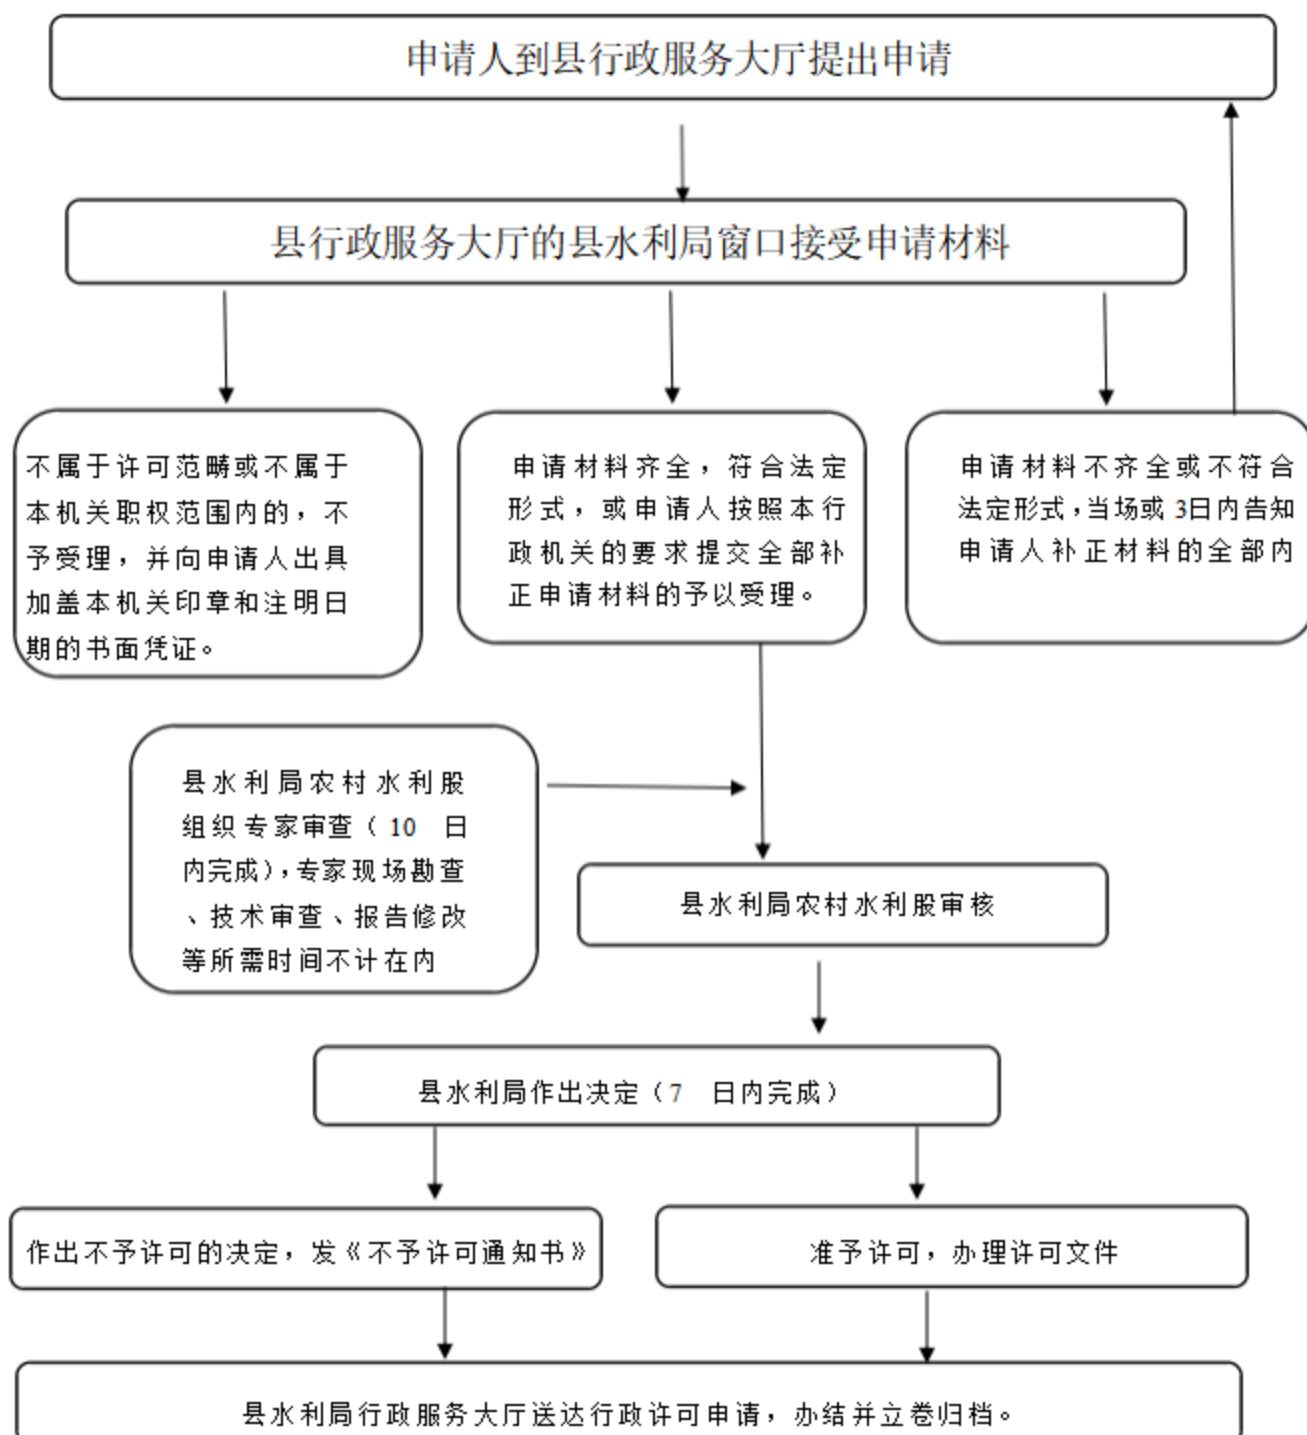 申请人到县行政服务大厅提出申请
县行政服务大厅的县水利局窗口接受申请材料
不属于许可范畴或不属于
本机关职权范围内的，不
予受理，并向申请人出具
加盖本机关印章和注明日
期的书面凭证。
申请材料齐全，符合法定
形式，或申请人按照本行
政机关的要求提交全部补
正申请材料的予以受理。
申请材料不齐全或不符合
法定形式，当场或 3日内告知
申请人补正材料的全部内
县水利局农村水利股
组织专家审查（ 10 日
内完成），专家现场勘查
、技术审查、报告修改
等所需时间不计在内
县水利局农村水利股审核
县水利局作出决定（7 日内完成）
作出不予许可的决定，发《不予许可通知书》
准予许可，办理许可文件
县水利局行政服务大厅送达行政许可申请，办结并立卷归档。